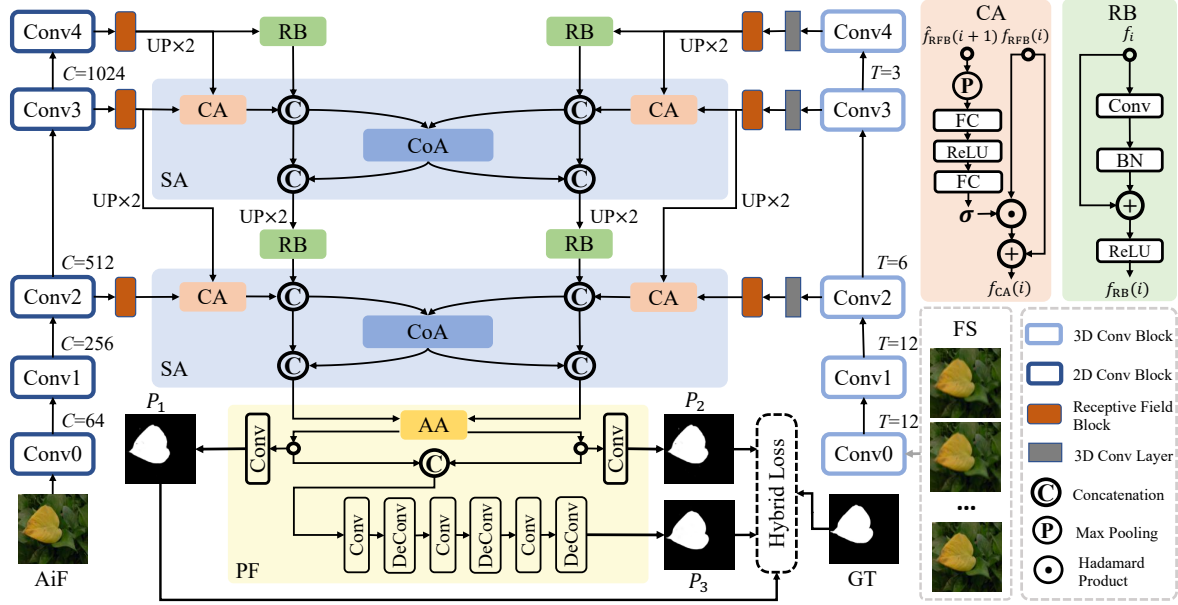 Conv4
UP×2
RB
RB
UP×2
Conv4
C=1024
T=3
Conv3
CA
C
C
CA
Conv3
CoA
SA
C
C
UP×2
UP×2
UP×2
UP×2
RB
RB
C=512
T=6
Conv2
CA
C
C
CA
Conv2
CoA
C=256
T=12
SA
C
C
Conv1
Conv1
C=64
P₁
P₂
T=12
Conv0
Conv
AA
Conv
Hybrid Loss
Conv0
C
Conv
DeConv
Conv
DeConv
Conv
DeConv
AiF
PF
P₃
GT
CA
f̂RFB(i + 1) fRFB(i)
P
FC
ReLU
FC
σ
fCA(i)
RB
fᵢ
Conv
BN
+
ReLU
fRB(i)
FS
...
3D Conv Block
2D Conv Block
Receptive Field
Block
3D Conv Layer
C Concatenation
P Max Pooling
Hadamard
Product